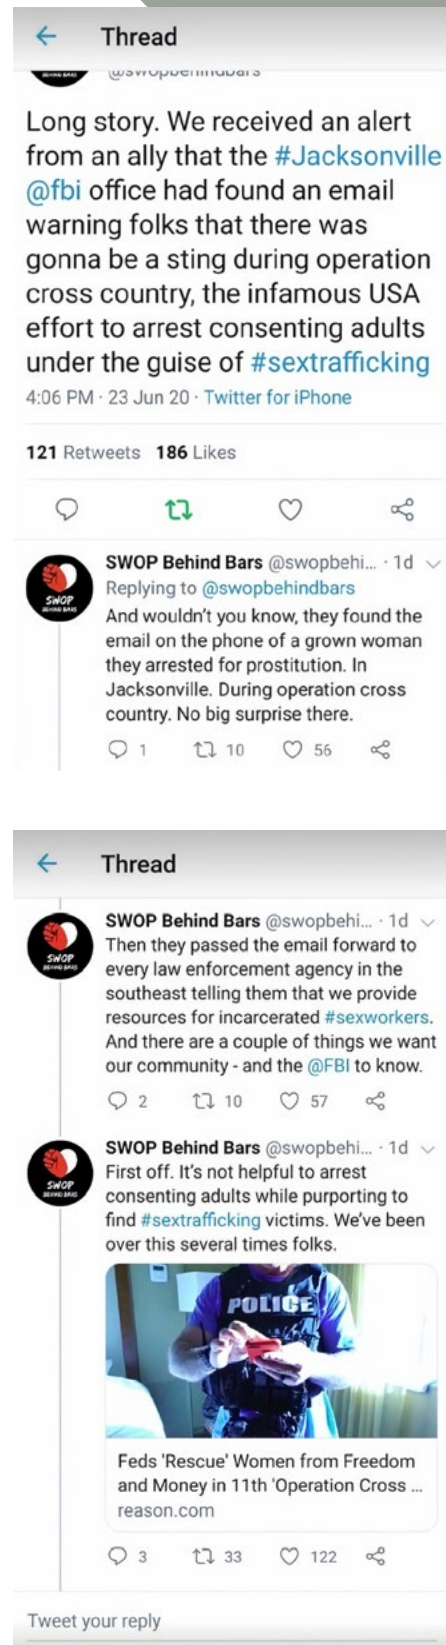 Thread
@swopbehindbars
Long story. We received an alert
from an ally that the #Jacksonville
@fbi office had found an email
warning folks that there was
gonna be a sting during operation
cross country, the infamous USA
effort to arrest consenting adults
under the guise of #sextrafficking
4:06 PM · 23 Jun 20 · Twitter for iPhone
121 Retweets 186 Likes
SWOP Behind Bars @swopbehi... · 1d
Replying to @swopbehindbars
SWOP
BEHIND BARS
And wouldn't you know, they found the
email on the phone of a grown woman
they arrested for prostitution. In
Jacksonville. During operation cross
country. No big surprise there.
1 10 56
Thread
SWOP Behind Bars @swopbehi... · 1d
SWOP
BEHIND BARS
Then they passed the email forward to
every law enforcement agency in the
southeast telling them that we provide
resources for incarcerated #sexworkers.
And there are a couple of things we want
our community - and the @FBI to know.
2 10 57
SWOP Behind Bars @swopbehi... · 1d
SWOP
BEHIND BARS
First off. It's not helpful to arrest
consenting adults while purporting to
find #sextrafficking victims. We've been
over this several times folks.
POLICE
Feds 'Rescue' Women from Freedom
and Money in 11th 'Operation Cross ...
reason.com
3 33 122
Tweet your reply